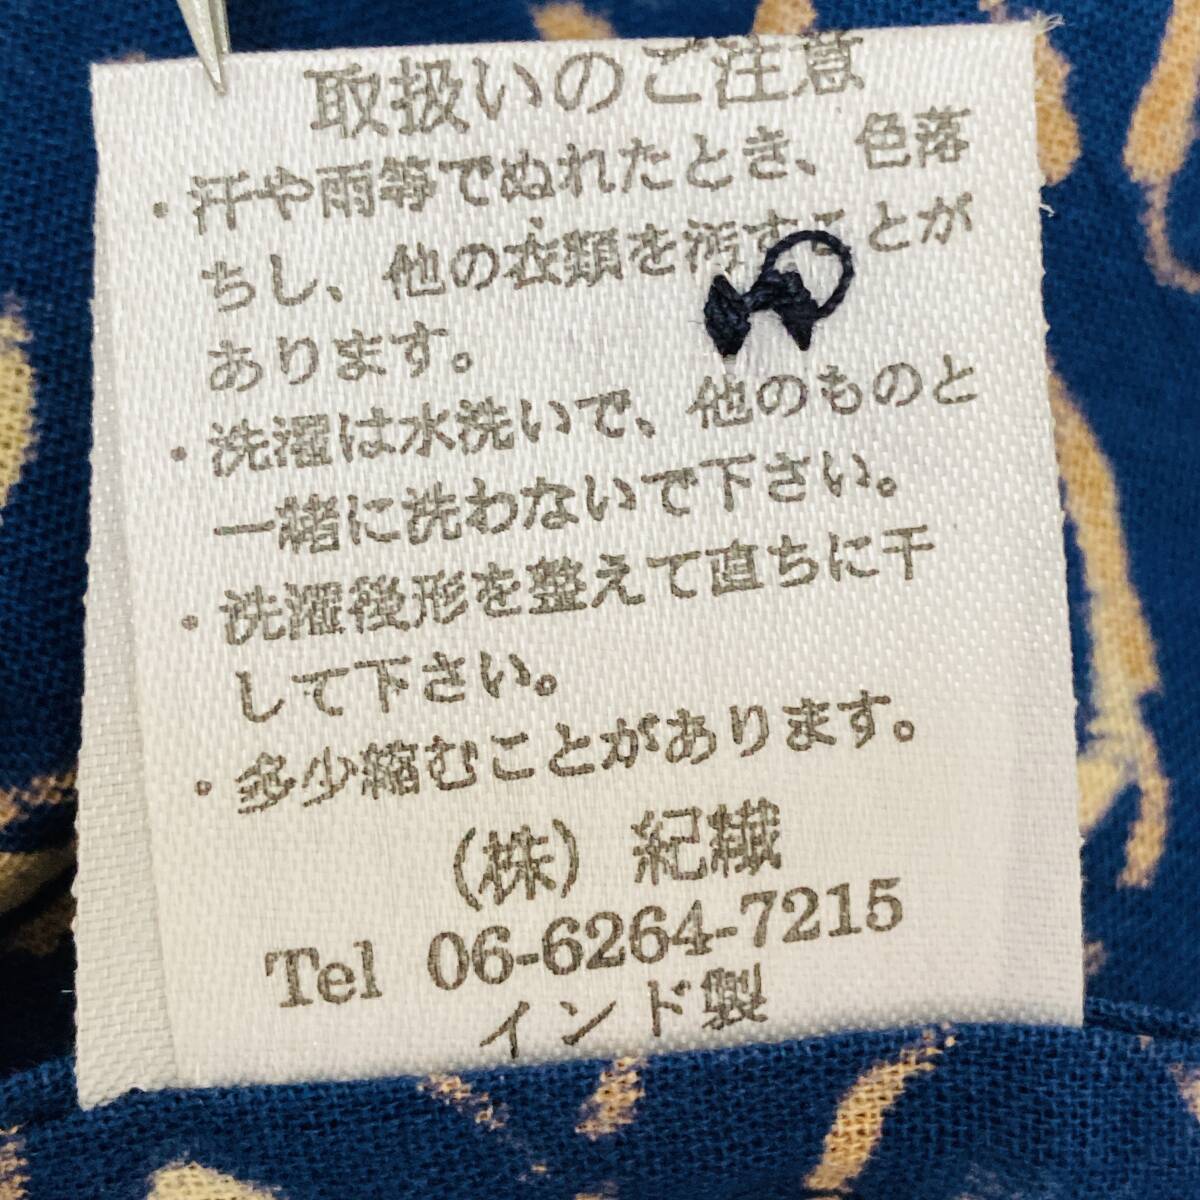 取扱いのご注意
・汗や雨等でぬれたとき、色落
ちし、他の衣類を汚すことが
あります。
・洗濯は水洗いで、他のものと
一緒に洗わないで下さい。
・洗濯後形を整えて直ちに干
して下さい。
・多少縮むことがあります。
(株) 紀繊
Tel 06-6264-7215
インド製